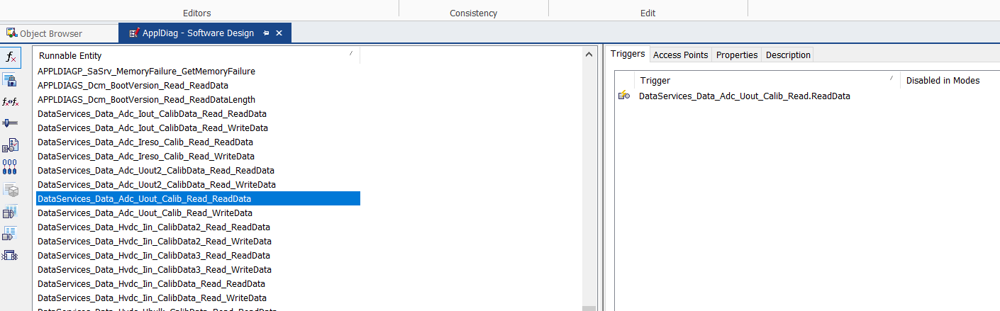 Editors
Consistency
Edit
Object Browser
ApplDiag - Software Design
Runnable Entity
APPLDIAGP_SaSrv_MemoryFailure_GetMemoryFailure
APPLDIAGS_Dcm_BootVersion_Read_ReadData
APPLDIAGS_Dcm_BootVersion_Read_ReadDataLength
DataServices_Data_Adc_Iout_CalibData_Read_ReadData
DataServices_Data_Adc_Iout_CalibData_Read_WriteData
DataServices_Data_Adc_Ireso_Calib_Read_ReadData
DataServices_Data_Adc_Ireso_Calib_Read_WriteData
DataServices_Data_Adc_Uout2_CalibData_Read_ReadData
DataServices_Data_Adc_Uout2_CalibData_Read_WriteData
DataServices_Data_Adc_Uout_Calib_Read_ReadData
DataServices_Data_Adc_Uout_Calib_Read_WriteData
DataServices_Data_Hvdc_Iin_CalibData2_Read_ReadData
DataServices_Data_Hvdc_Iin_CalibData2_Read_WriteData
DataServices_Data_Hvdc_Iin_CalibData3_Read_ReadData
DataServices_Data_Hvdc_Iin_CalibData3_Read_WriteData
DataServices_Data_Hvdc_Iin_CalibData_Read_ReadData
DataServices_Data_Hvdc_Iin_CalibData_Read_WriteData
Triggers Access Points Properties Description
Trigger
Disabled in Modes
DataServices_Data_Adc_Uout_Calib_Read.ReadData